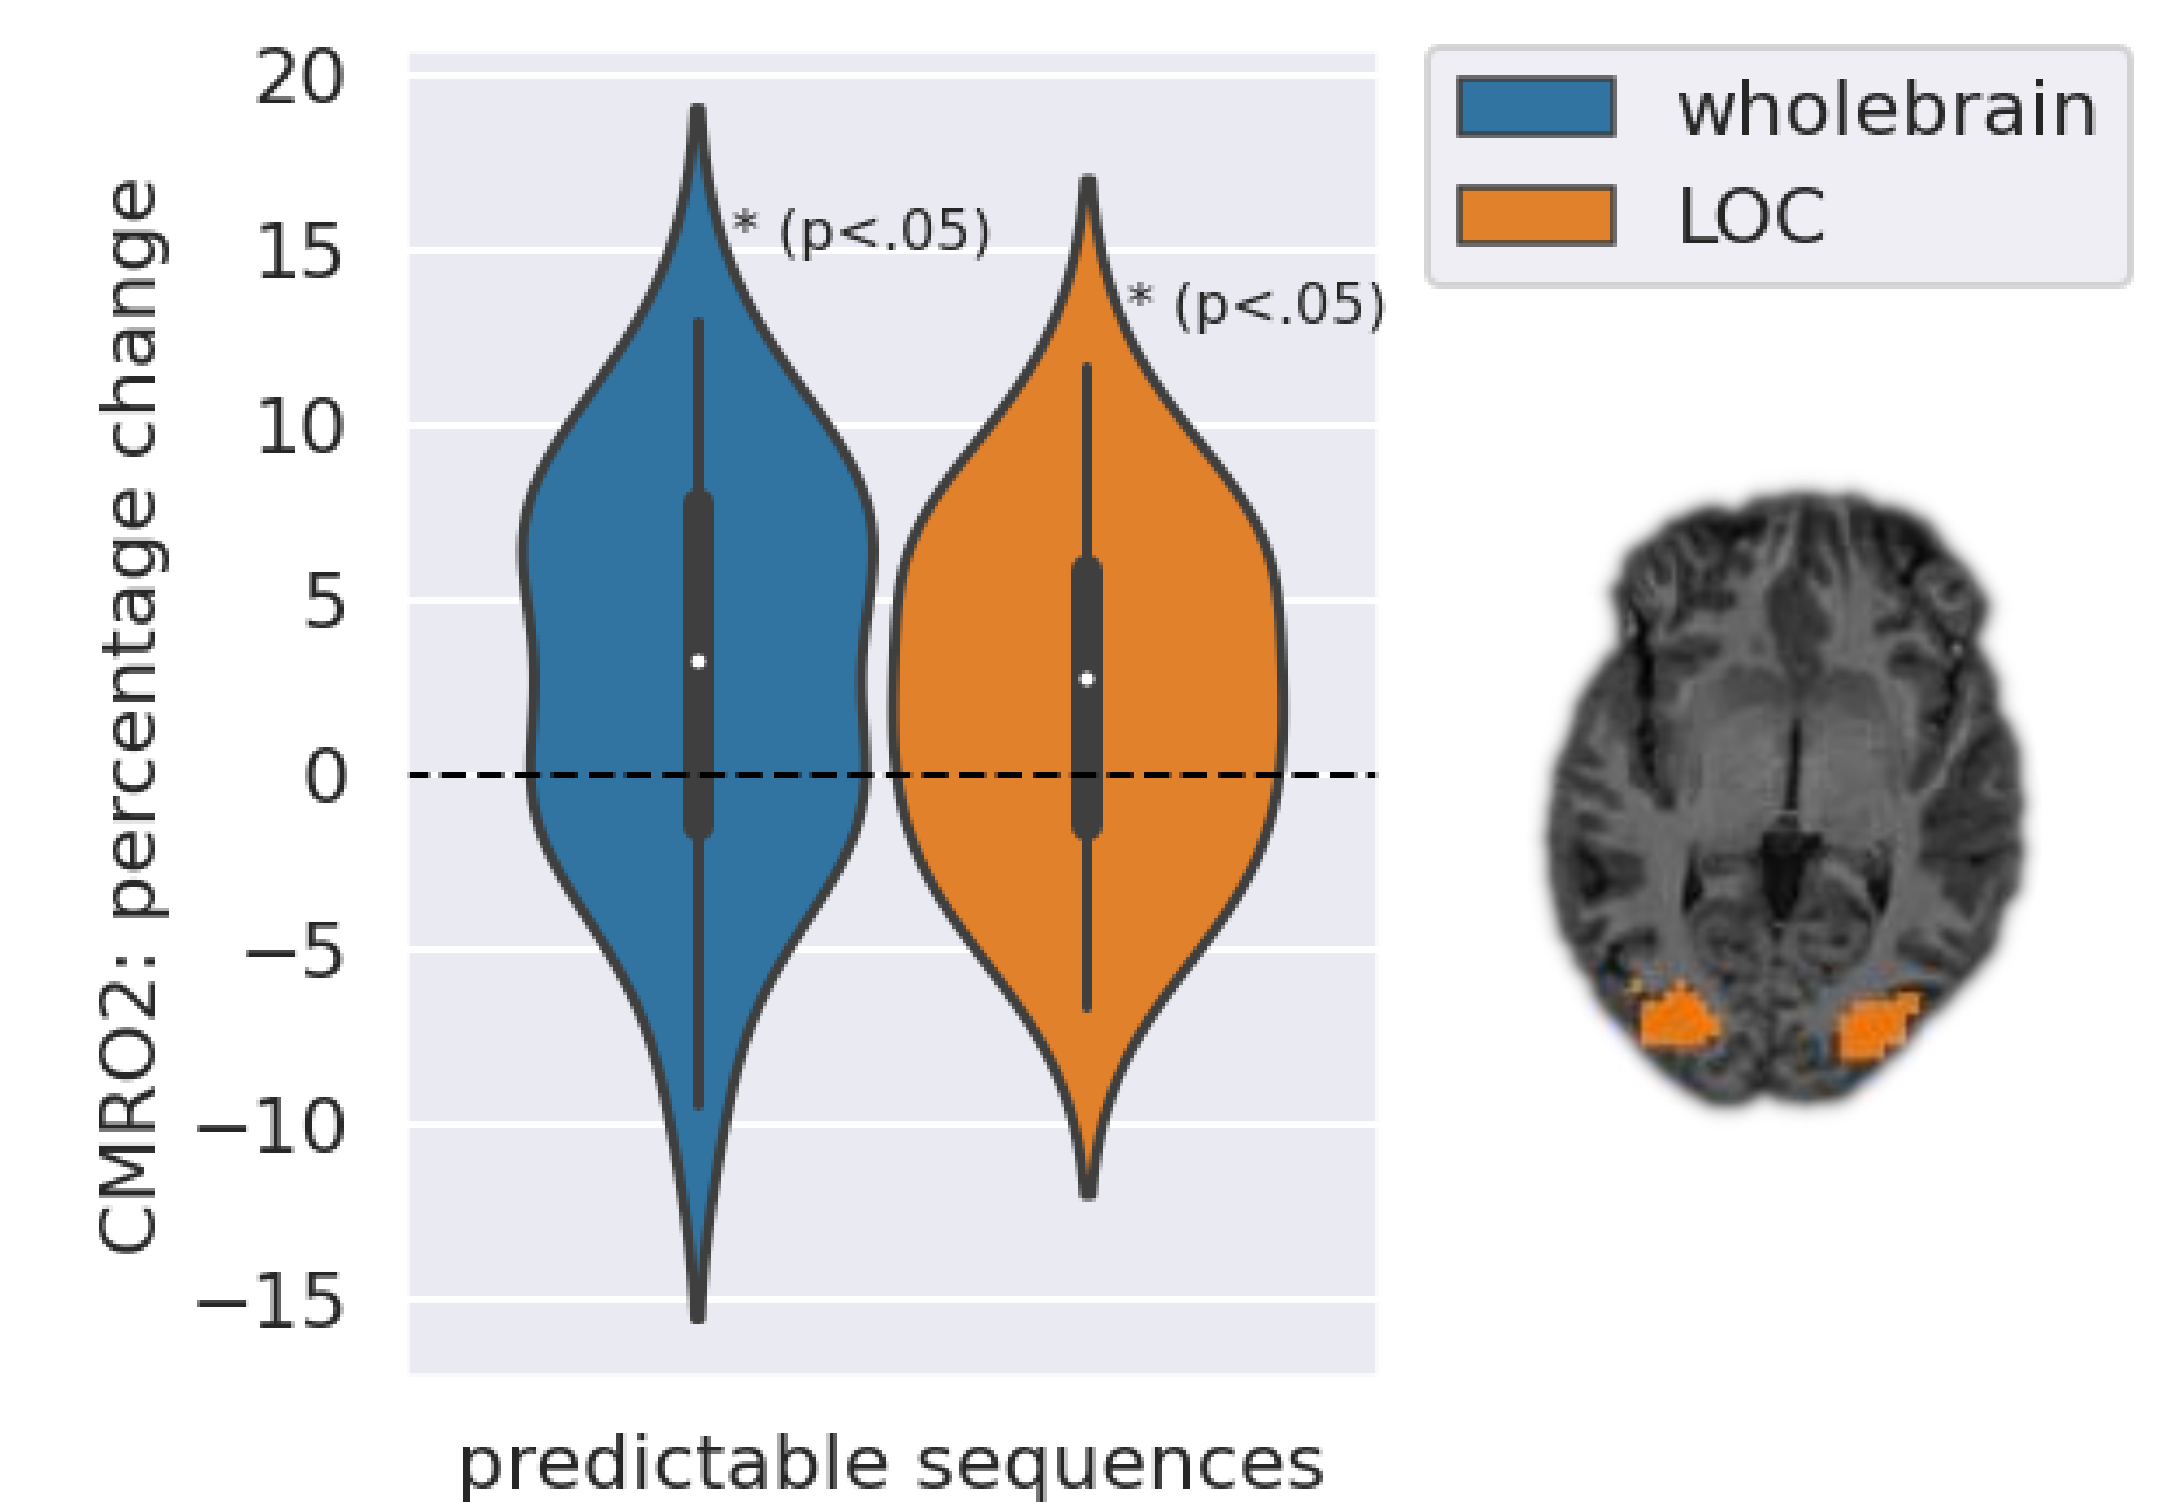 CMRO2: percentage change
20
15
10
5
0
−5
−10
−15
* (p<.05)
* (p<.05)
predictable sequences
wholebrain
LOC